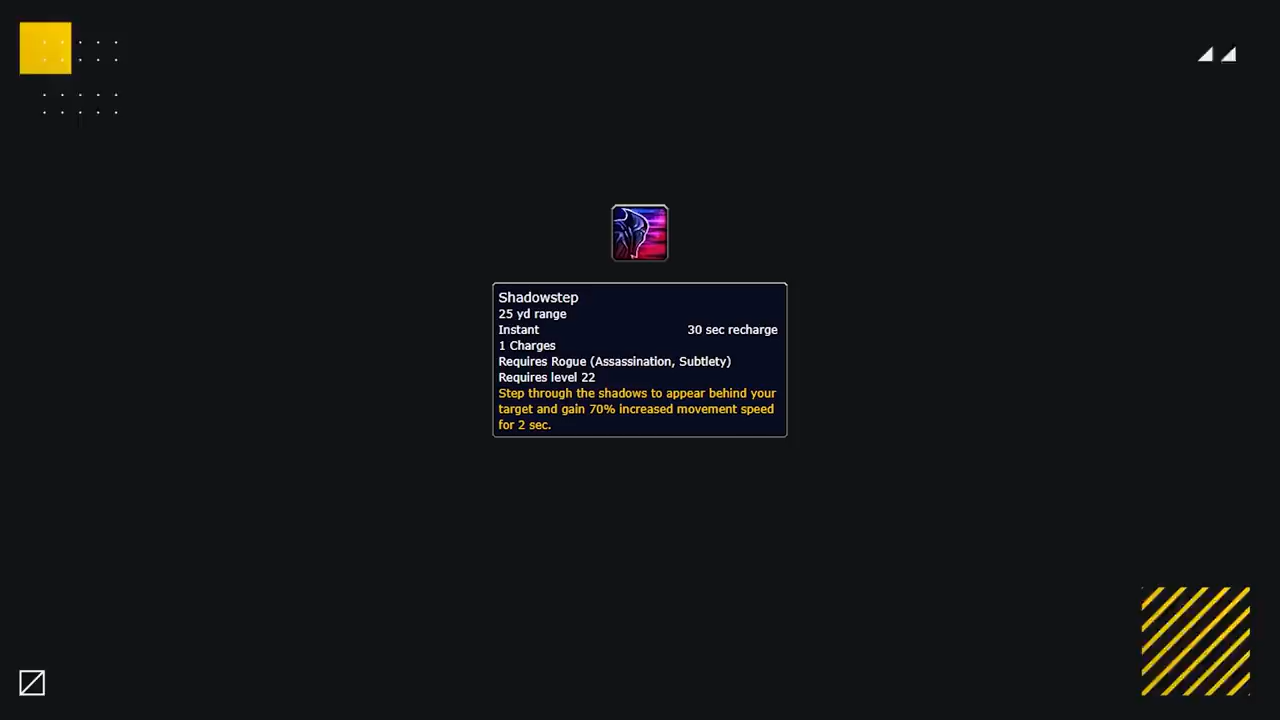 Shadowstep
25 yd range
Instant 30 sec recharge
1 Charges
Requires Rogue (Assassination, Subtlety)
Requires level 22
Step through the shadows to appear behind your
target and gain 70% increased movement speed
for 2 sec.